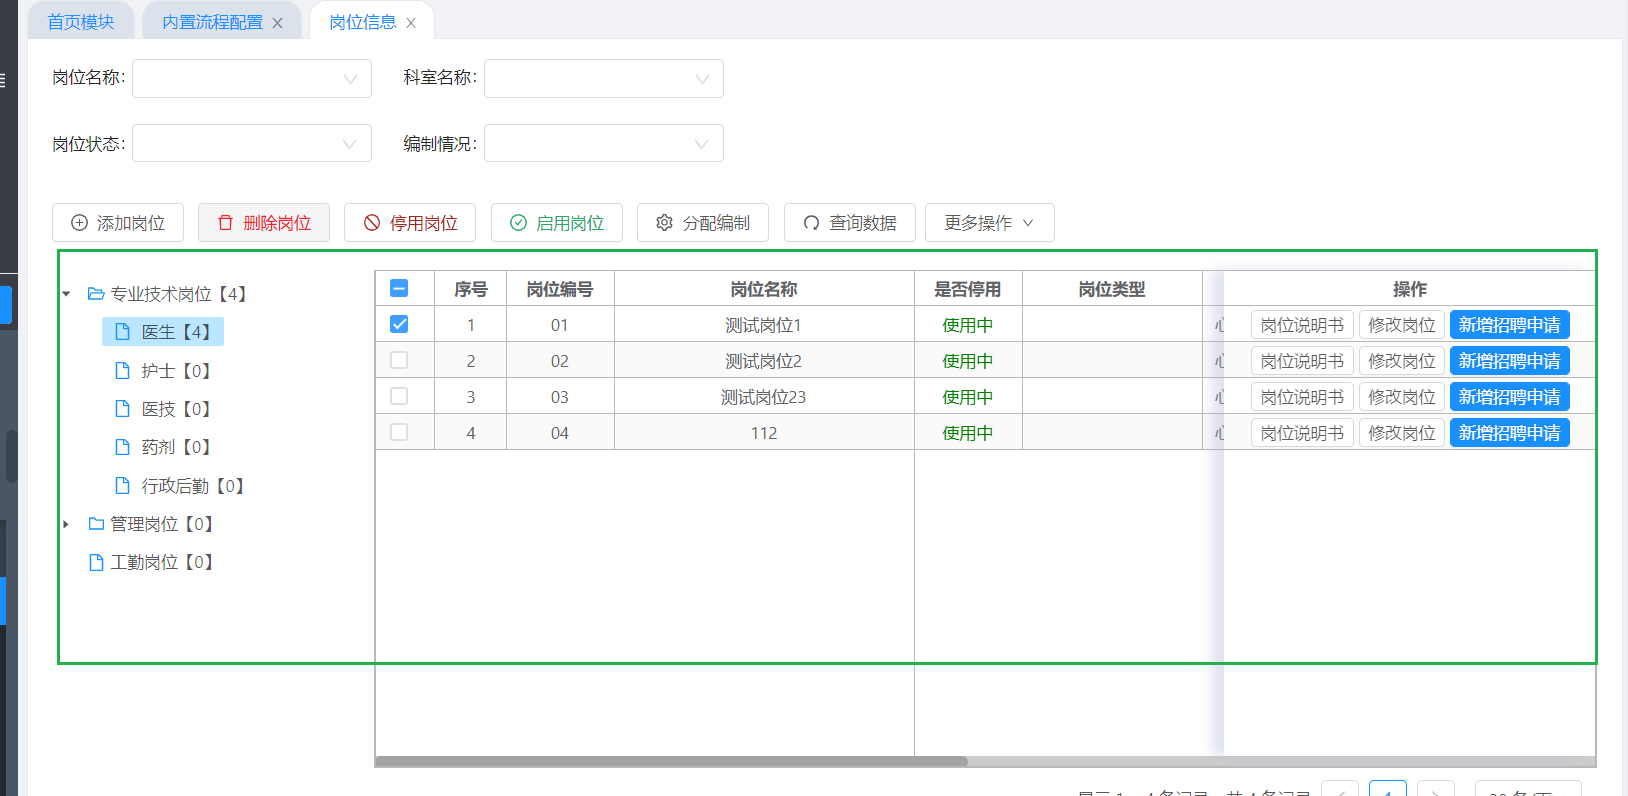 首页模块 内置流程配置 岗位信息
岗位名称: 科室名称:
岗位状态: 编制情况:
添加岗位 删除岗位 停用岗位 启用岗位 分配编制 查询数据 更多操作
专业技术岗位【4】
医生【4】
护士【0】
医技【0】
药剂【0】
行政后勤【0】
管理岗位【0】
工勤岗位【0】
序号 岗位编号 岗位名称 是否停用 岗位类型 操作
1 01 测试岗位1 使用中 岗位说明书 修改岗位 新增招聘申请
2 02 测试岗位2 使用中 岗位说明书 修改岗位 新增招聘申请
3 03 测试岗位23 使用中 岗位说明书 修改岗位 新增招聘申请
4 04 112 使用中 岗位说明书 修改岗位 新增招聘申请